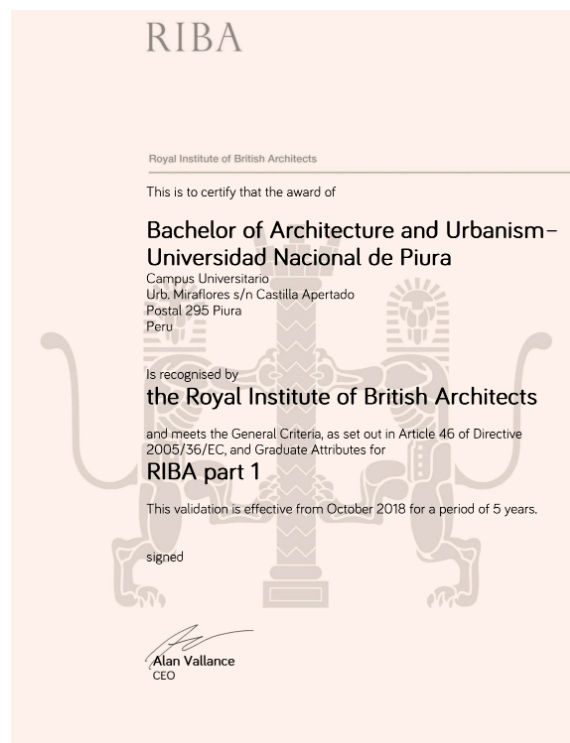 RIBA
Royal Institute of British Architects
This is to certify that the award of
Bachelor of Architecture and Urbanism–
Universidad Nacional de Piura
Campus Universitario
Urb. Miraflores s/n Castilla Apertado
Postal 295 Piura
Peru
Is recognised by
the Royal Institute of British Architects
and meets the General Criteria, as set out in Article 46 of Directive
2005/36/EC, and Graduate Attributes for
RIBA part 1
This validation is effective from October 2018 for a period of 5 years.
signed
Alan Vallance
CEO